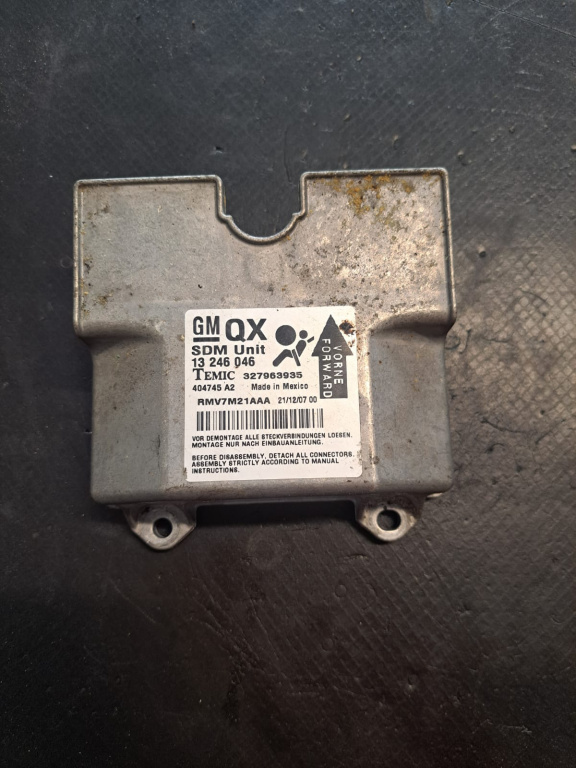 GM QX
SDM Unit
13 246 046
TEMIC 327963935
404745 A2 Made in Mexico
VORNE
FORWARD
RMV7M21AAA 21/12/07 00
VOR DEMONTAGE ALLE STECKVERBINDUNGEN LOESEN.
MONTAGE NUR NACH EINBAUANLEITUNG.
BEFORE DISASSEMBLY, DETACH ALL CONNECTORS.
ASSEMBLY STRICTLY ACCORDING TO MANUAL
INSTRUCTIONS.